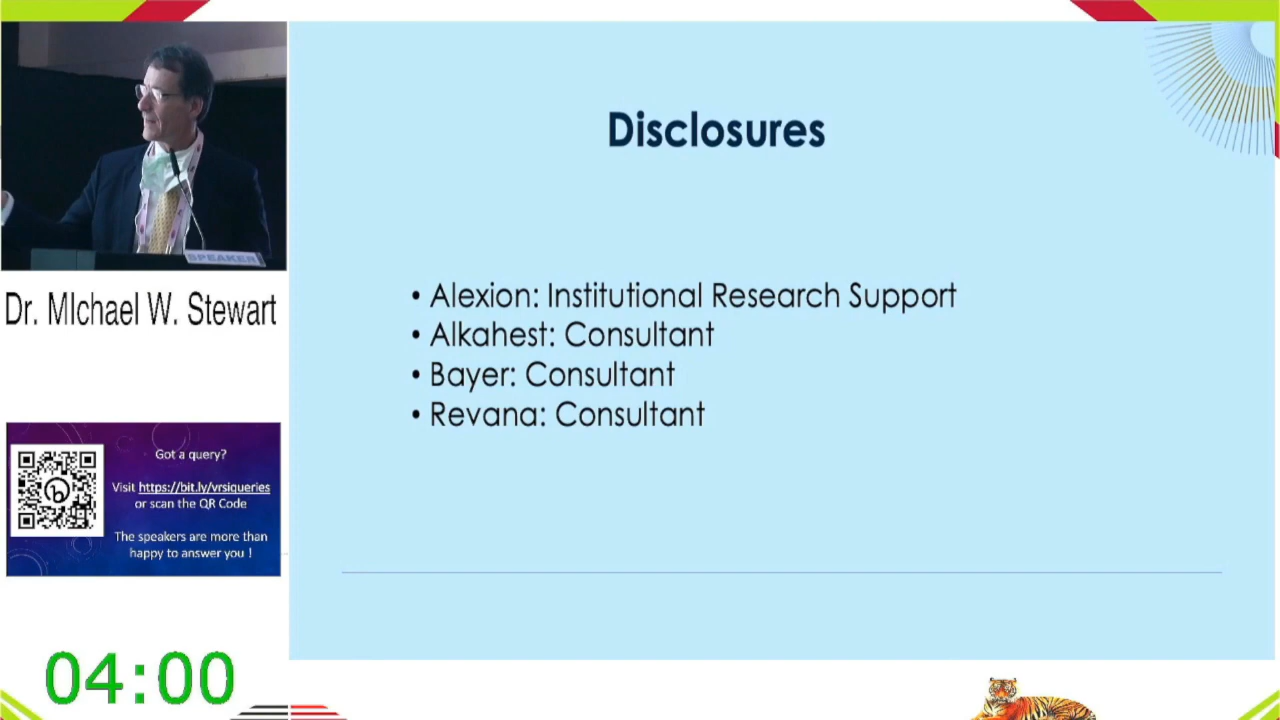 Disclosures
• Alexion: Institutional Research Support
• Alkahest: Consultant
• Bayer: Consultant
• Revana: Consultant
SPEAKER
Dr. MIchael W. Stewart
Got a query?
Visit https://bit.ly/vrsiqueries
or scan the QR Code
The speakers are more than
happy to answer you !
04:00